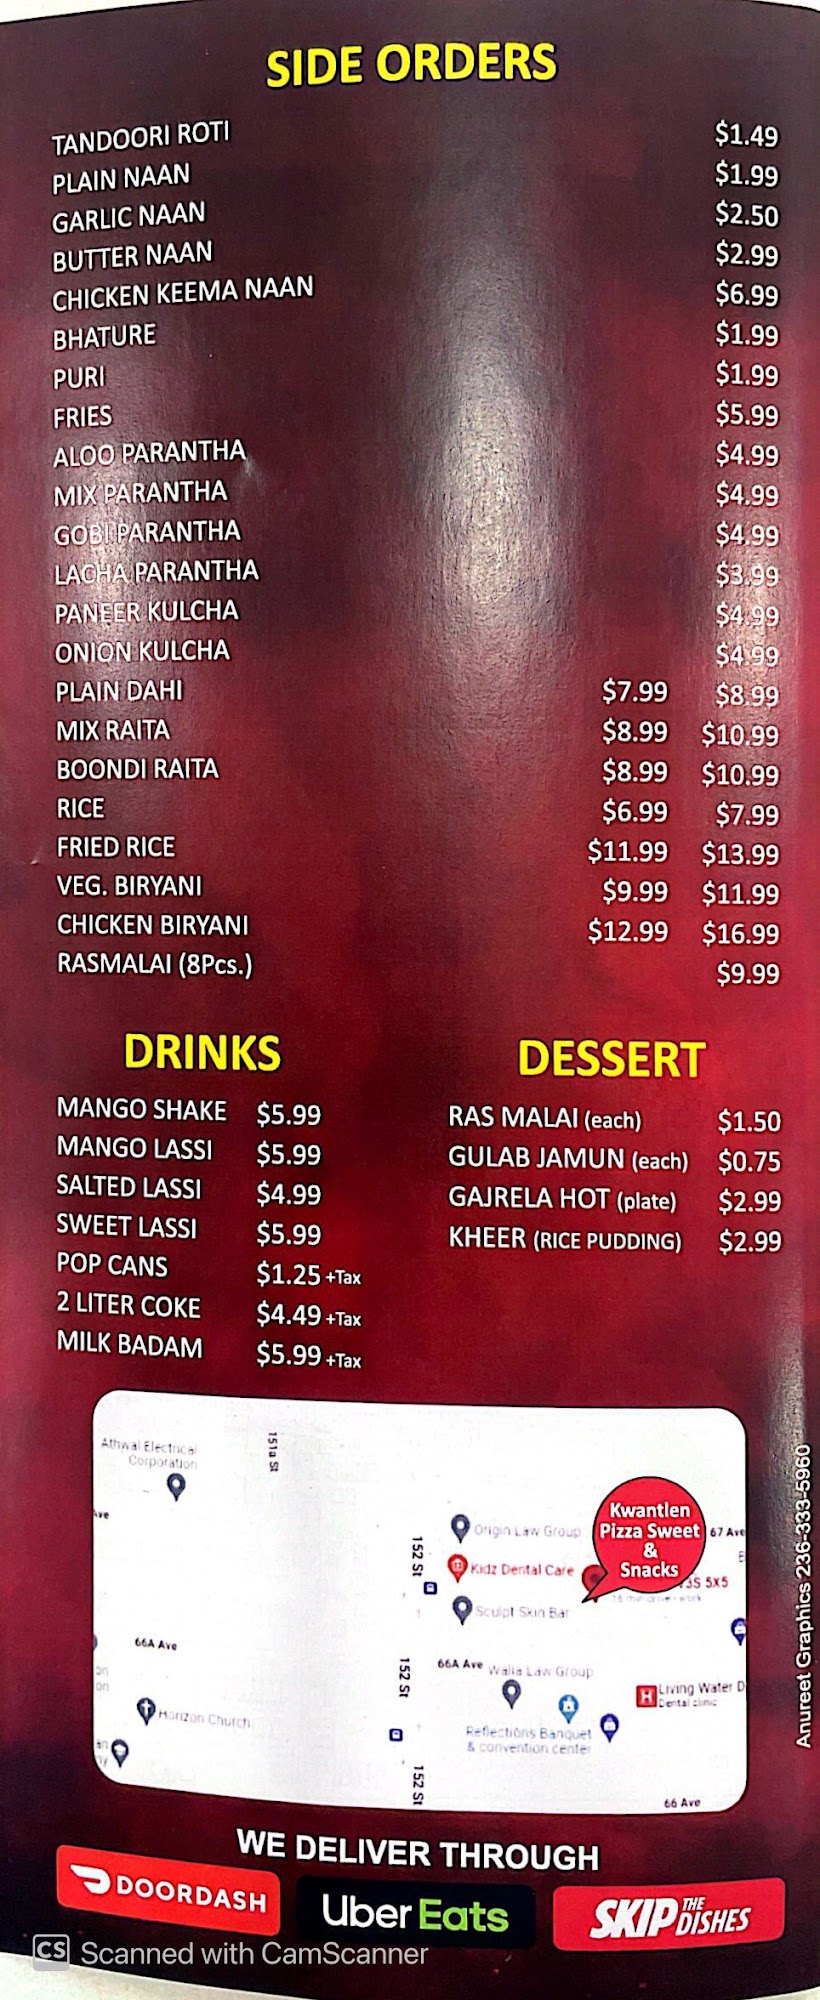 SIDE ORDERS
TANDOORI ROTI $1.49
PLAIN NAAN $1.99
GARLIC NAAN $2.50
BUTTER NAAN $2.99
CHICKEN KEEMA NAAN $6.99
BHATURE $1.99
PURI $1.99
FRIES $5.99
ALOO PARANTHA $4.99
MIX PARANTHA $4.99
GOBI PARANTHA $4.99
LACHA PARANTHA $3.99
PANEER KULCHA $4.99
ONION KULCHA $4.99
PLAIN DAHI $7.99 $8.99
MIX RAITA $8.99 $10.99
BOONDI RAITA $8.99 $10.99
RICE $6.99 $7.99
FRIED RICE $11.99 $13.99
VEG. BIRYANI $9.99 $11.99
CHICKEN BIRYANI $12.99 $16.99
RASMALAI (8Pcs.) $9.99
DRINKS
MANGO SHAKE $5.99
MANGO LASSI $5.99
SALTED LASSI $4.99
SWEET LASSI $5.99
POP CANS $1.25 +Tax
2 LITER COKE $4.49 +Tax
MILK BADAM $5.99 +Tax
DESSERT
RAS MALAI (each) $1.50
GULAB JAMUN (each) $0.75
GAJRELA HOT (plate) $2.99
KHEER (RICE PUDDING) $2.99
Athwal Electrical
Corporation
151a St
Ave
Origin Law Group
Kidz Dental Care
Sculpt Skin Bar
152 St
Kwantlen
Pizza Sweet
&
Snacks
67 Ave
V3S 5X5
66A Ave
152 St
66A Ave
Walia Law Group
Living Water D
Dental clinic
Horizon Church
Reflections Banquet
& convention center
152 St
66 Ave
Anureet Graphics 236-333-5960
WE DELIVER THROUGH
DOORDASH
Uber Eats
SKIP THE DISHES
CS Scanned with CamScanner